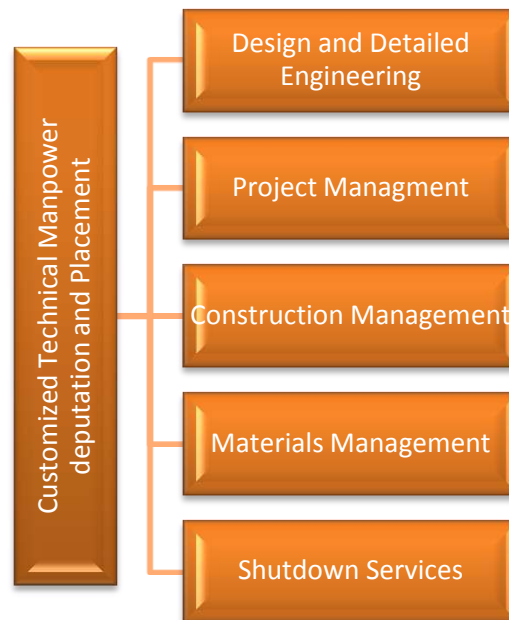 Customized Technical Manpower
deputation and Placement
Design and Detailed
Engineering
Project Managment
Construction Management
Materials Management
Shutdown Services